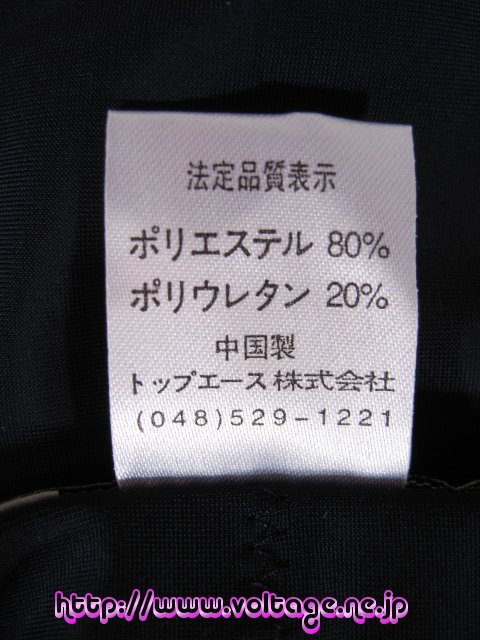 法定品質表示
ポリエステル 80%
ポリウレタン 20%
中国製
トップエース株式会社
(048)529-1221
http://www.voltage.ne.jp